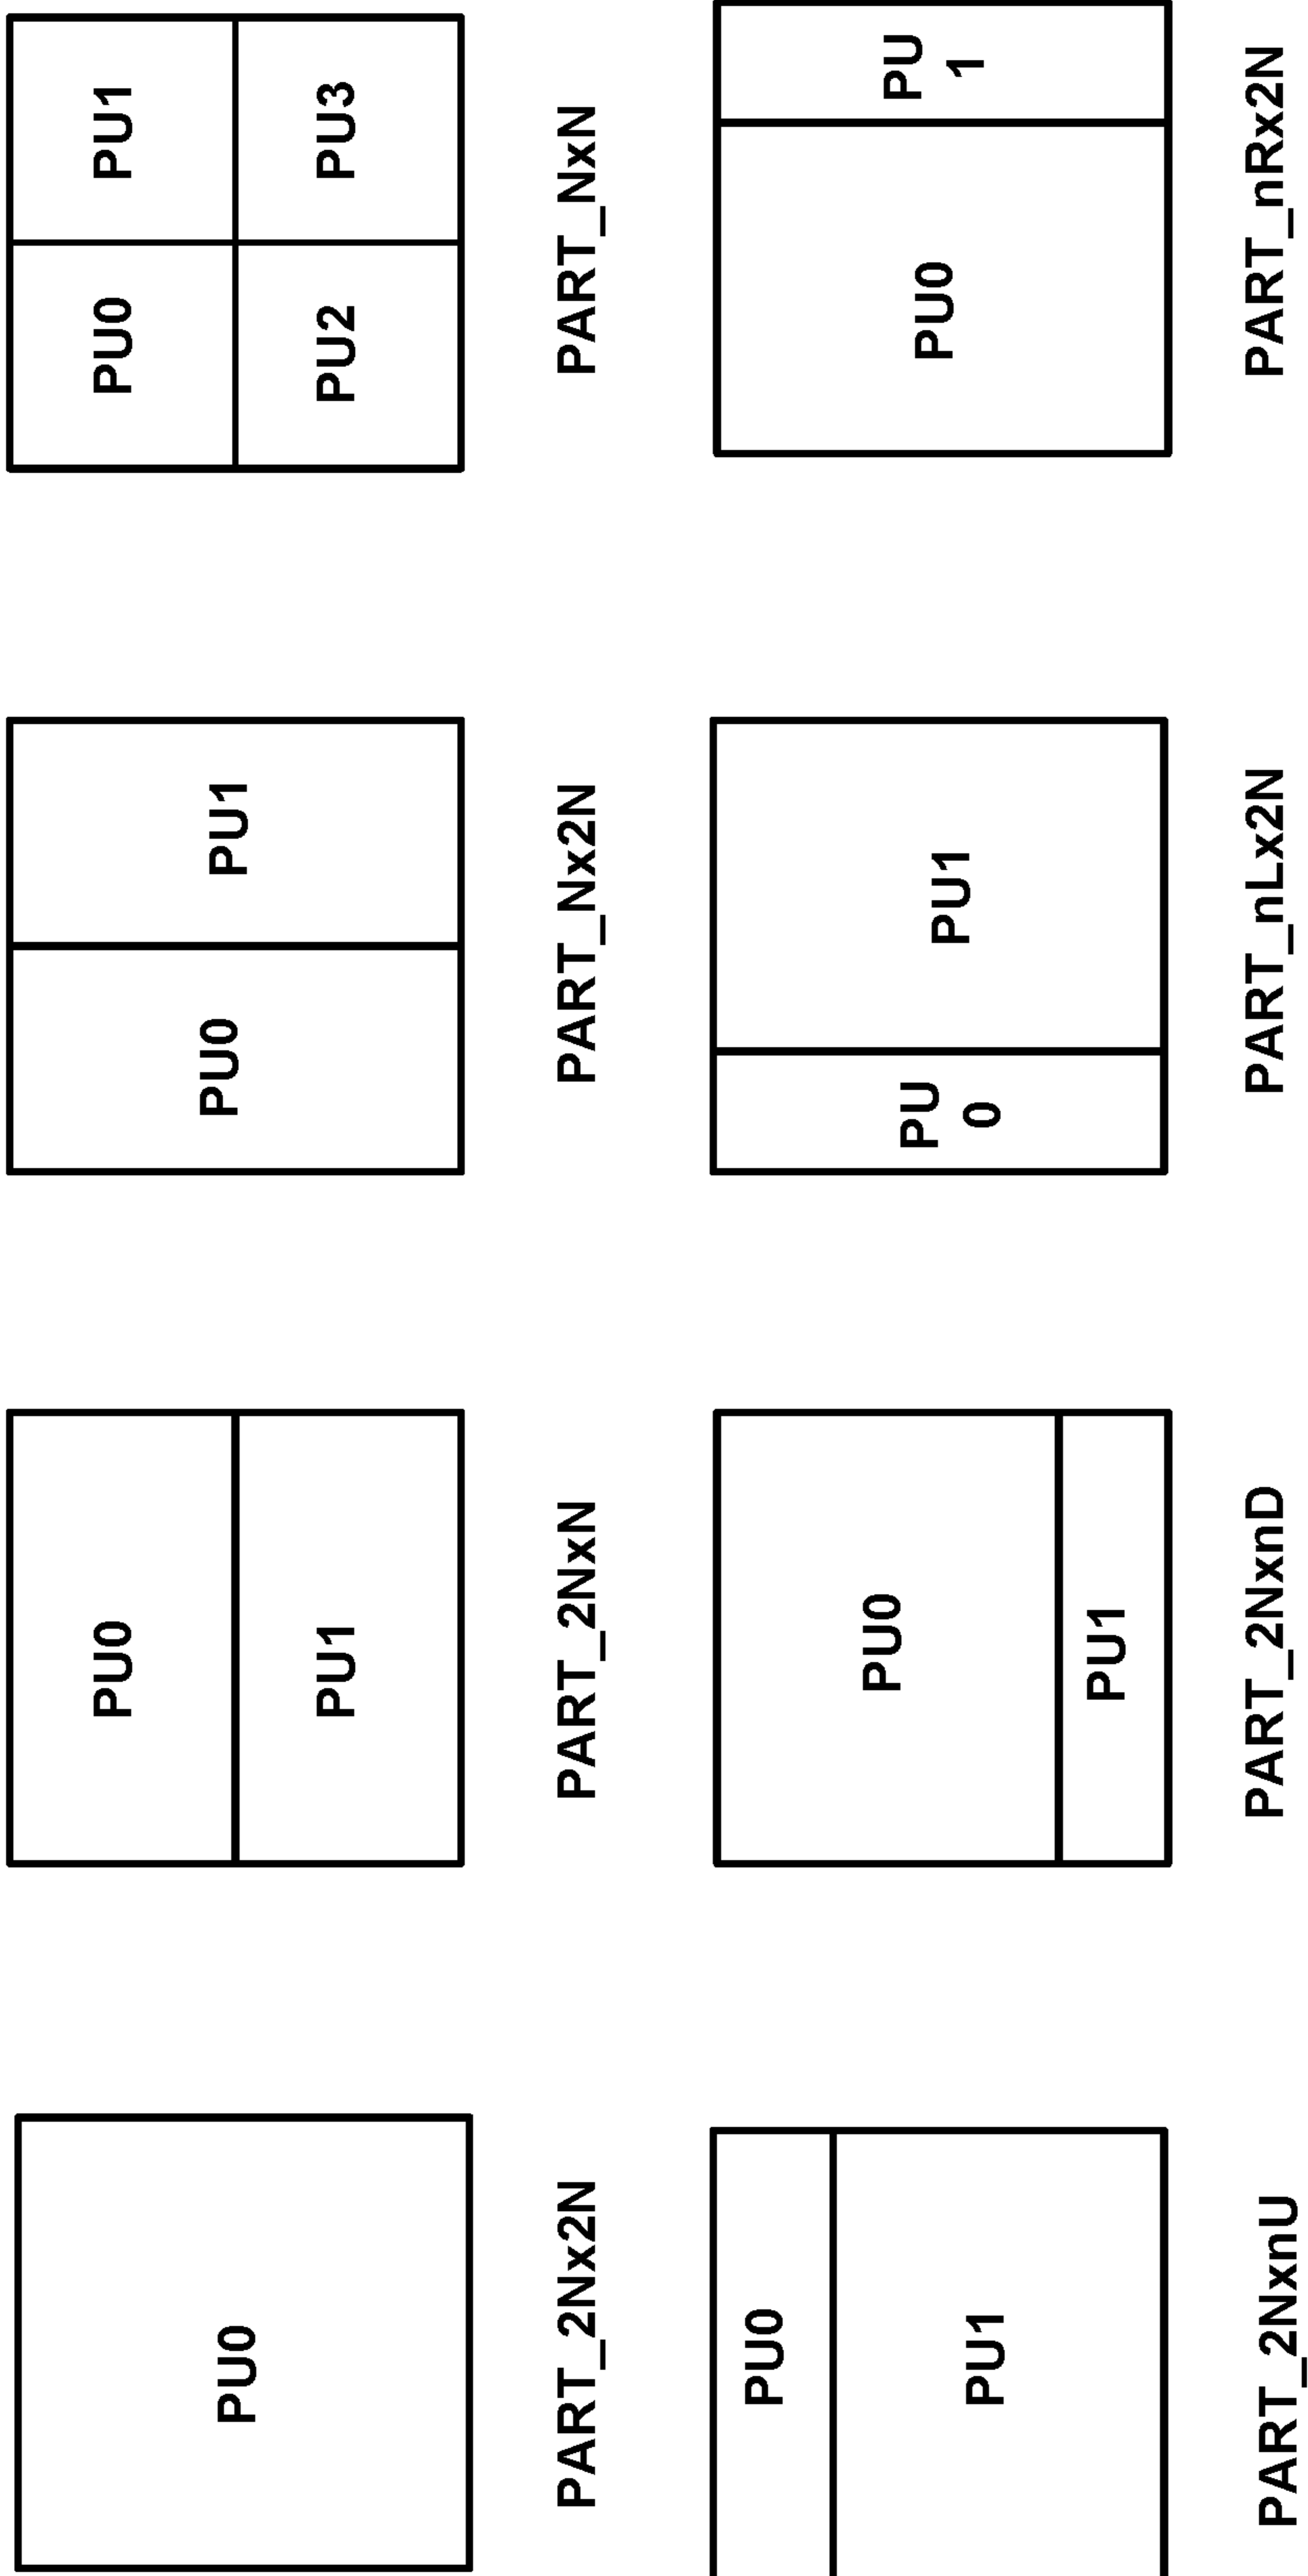 PU0
PART_2Nx2N
PU0
PU1
PART_2NxN
PU0
PU1
PART_Nx2N
PU0
PU1
PU2
PU3
PART_NxN
PU0
PU1
PART_2NxnU
PU0
PU1
PART_2NxnD
PU
0
PU1
PART_nLx2N
PU0
PU
1
PART_nRx2N